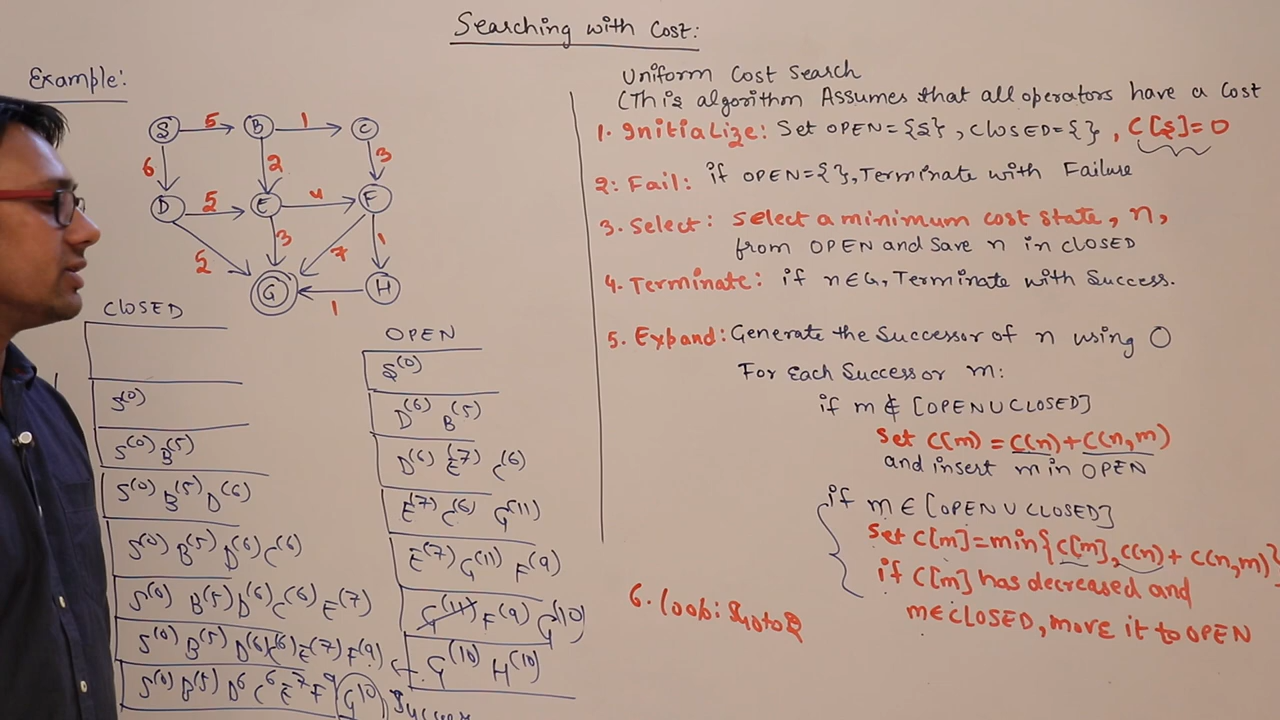 Searching with Cost:
Example:
S 5 B 1 C
6 2 3
D 5 E 4 F
5 3 7 1
G 1 H
CLOSED
S(0)
S(0) B(5)
S(0) B(5) D(6)
S(0) B(5) D(6) C(6)
S(0) B(5) D(6) C(6) E(7)
S(0) B(5) D(6) C(6) E(7) F(9)
S(0) B(5) D6 C6 E7 F9 G(10) Success
OPEN
S(0)
D(6) B(5)
D(6) E(7) C(6)
E(7) C(6) G(11)
E(7) G(11) F(9)
G(11) F(9) G(10)
G(10) H(10)
Uniform Cost Search
(This algorithm Assumes that all operators have a Cost
1. Initialize: Set OPEN={S}, CLOSED={ }, C[S]=0
2: Fail: if OPEN={ }, Terminate with Failure
3. Select: Select a minimum cost state, n,
from OPEN and Save n in CLOSED
4. Terminate: if n∈G, Terminate with Success.
5. Expand: Generate the Successor of n using O
For Each Successor m:
if m ∉ [OPEN∪CLOSED]
Set C(m) = C(n)+C(n,m)
and insert m in OPEN
if m ∈ [OPEN ∪ CLOSED]
Set C[m]=min{C[m], C(n)+ C(n,m)}
if C[m] has decreased and
m∈CLOSED, move it to OPEN
6. loop: Goto 2